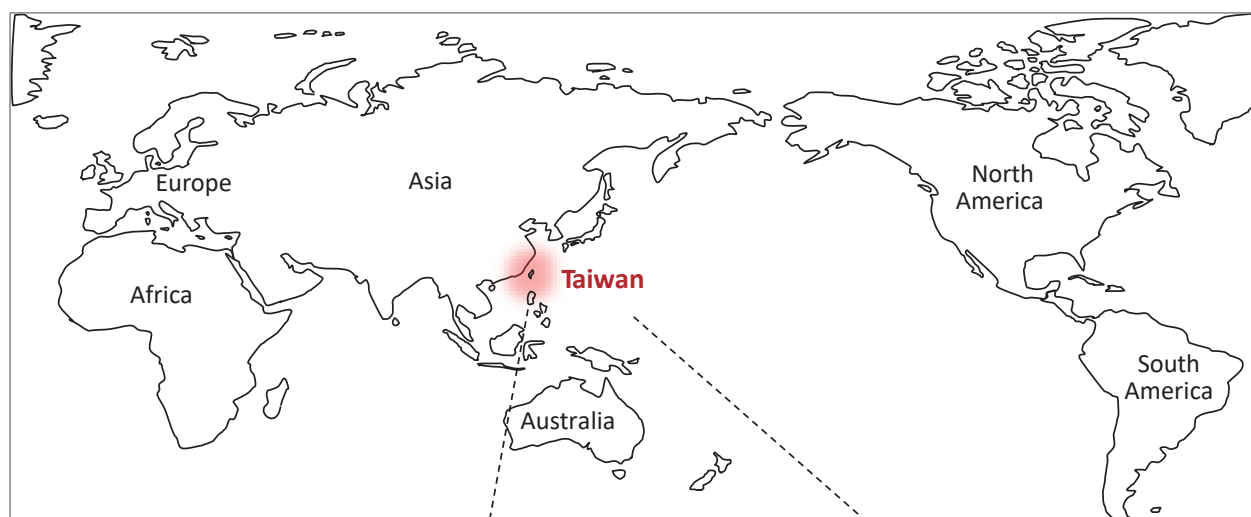 Europe
Asia
North
America
Africa
Taiwan
South
America
Australia